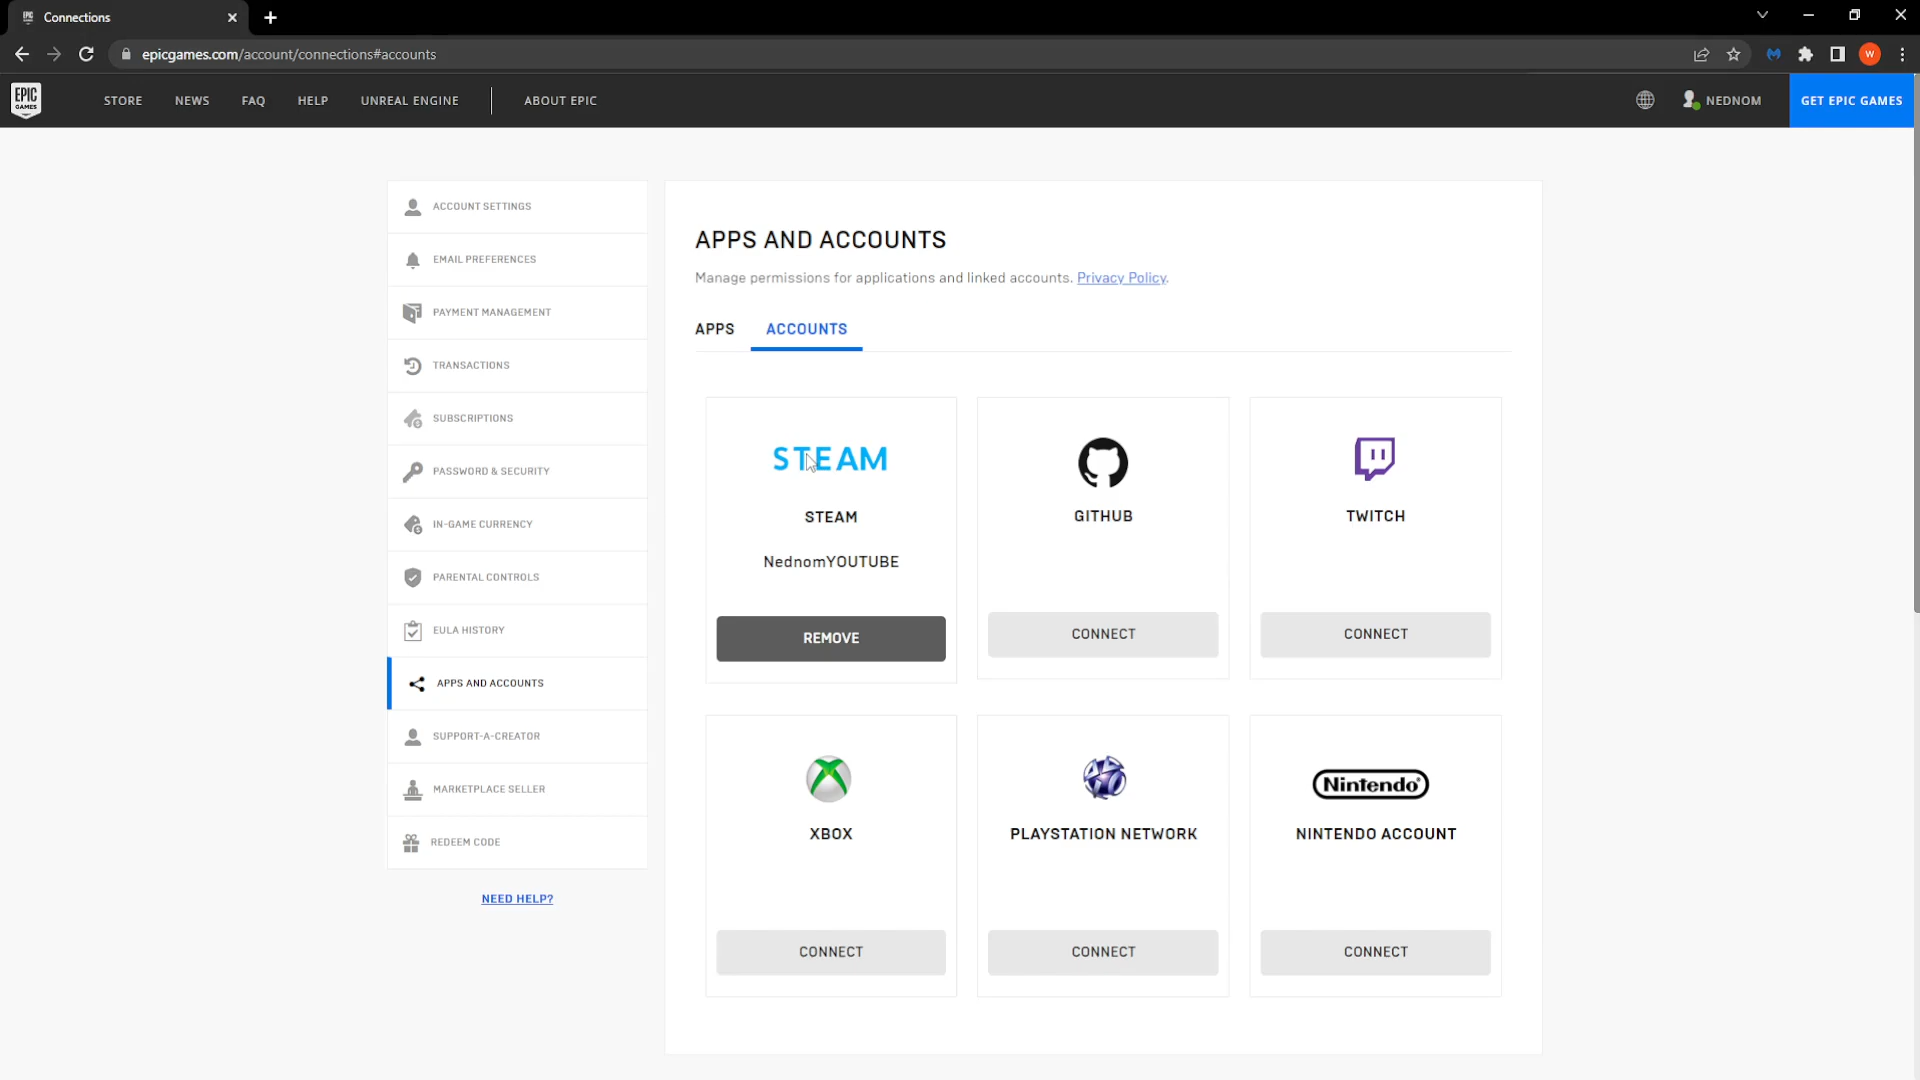 Connections
epicgames.com/account/connections#accounts
W
EPIC GAMES
STORE
NEWS
FAQ
HELP
UNREAL ENGINE
ABOUT EPIC
NEDNOM
GET EPIC GAMES
ACCOUNT SETTINGS
EMAIL PREFERENCES
PAYMENT MANAGEMENT
TRANSACTIONS
SUBSCRIPTIONS
PASSWORD & SECURITY
IN-GAME CURRENCY
PARENTAL CONTROLS
EULA HISTORY
APPS AND ACCOUNTS
SUPPORT-A-CREATOR
MARKETPLACE SELLER
REDEEM CODE
NEED HELP?
APPS AND ACCOUNTS
Manage permissions for applications and linked accounts. Privacy Policy.
APPS
ACCOUNTS
STEAM
STEAM
NednomYOUTUBE
REMOVE
GITHUB
CONNECT
TWITCH
CONNECT
XBOX
CONNECT
PLAYSTATION NETWORK
CONNECT
Nintendo®
NINTENDO ACCOUNT
CONNECT